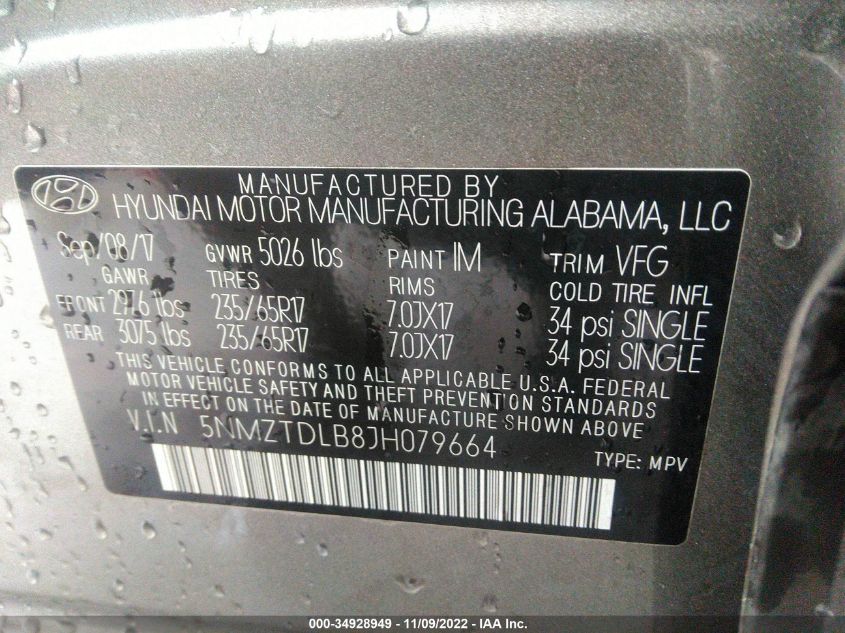 MANUFACTURED BY
HYUNDAI MOTOR MANUFACTURING ALABAMA, LLC
Sep/08/17 GVWR 5026 lbs PAINT IM TRIM VFG
GAWR TIRES RIMS COLD TIRE INFL
FRONT 2976 lbs 235/65R17 7.0JX17 34 psi SINGLE
REAR 3075 lbs 235/65R17 7.0JX17 34 psi SINGLE
THIS VEHICLE CONFORMS TO ALL APPLICABLE U.S.A. FEDERAL
MOTOR VEHICLE SAFETY AND THEFT PREVENTION STANDARDS
IN EFFECT ON THE DATE OF MANUFACTURE SHOWN ABOVE
V.I.N 5NMZTDLB8JH079664
TYPE: MPV
000-34928949 - 11/09/2022 - IAA Inc.